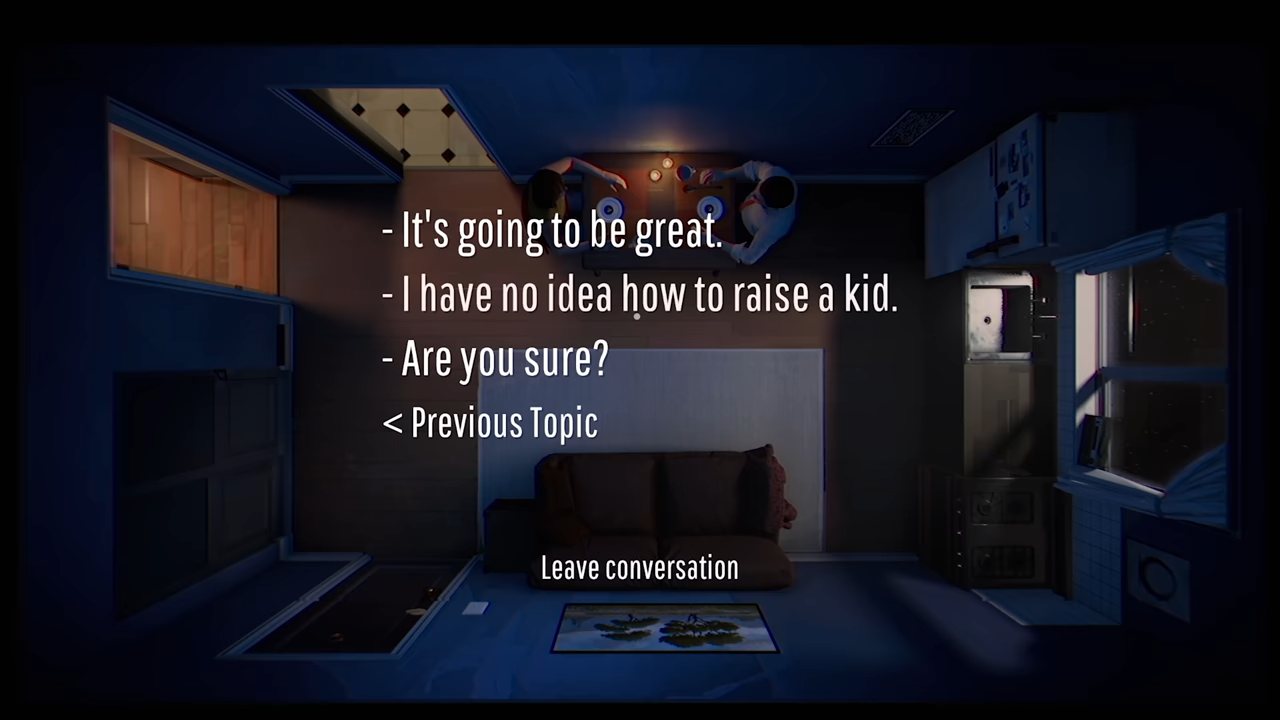 - It's going to be great.
- I have no idea how to raise a kid.
- Are you sure?
< Previous Topic
Leave conversation